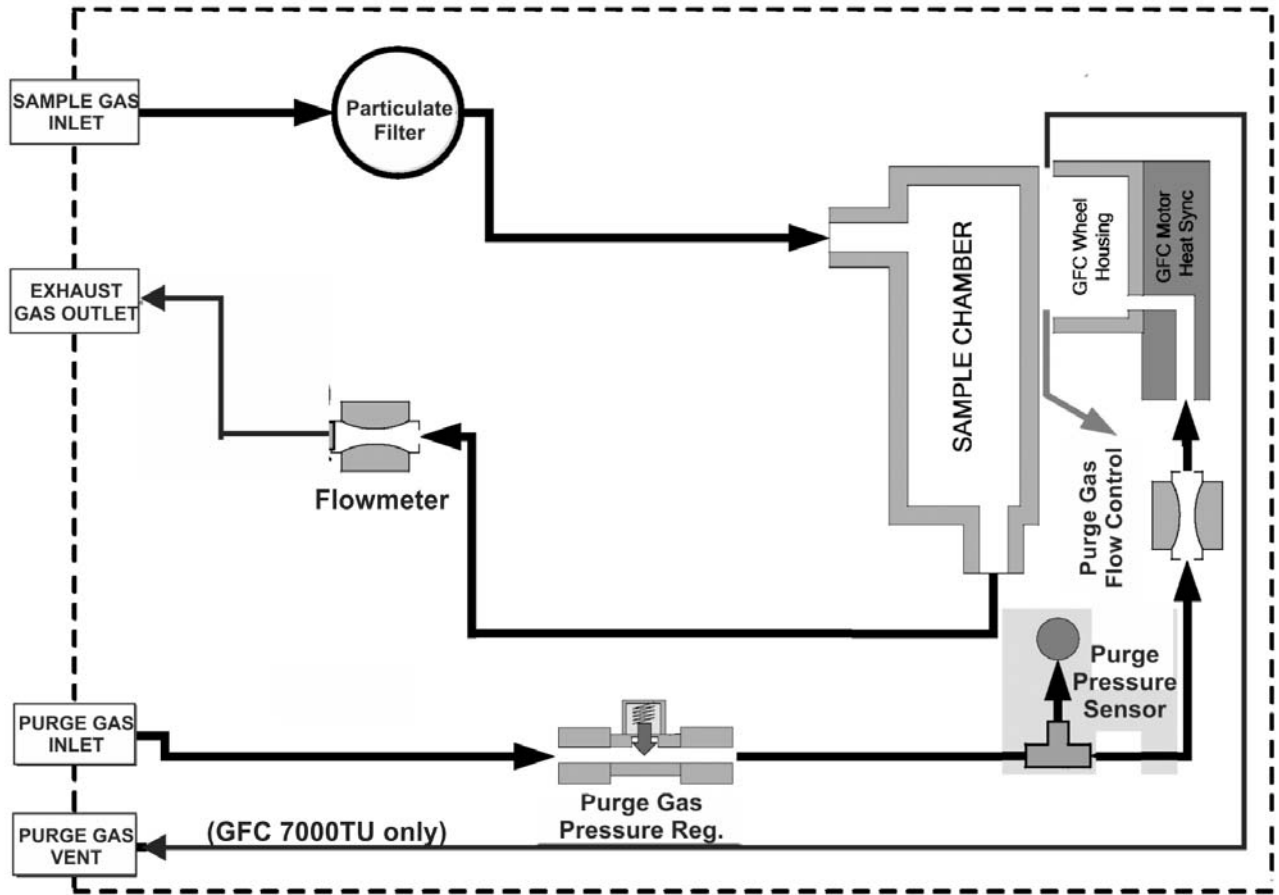 SAMPLE GAS
INLET
Particulate
Filter
GFC Wheel
Housing
GFC Motor
Heat Sync
SAMPLE CHAMBER
EXHAUST
GAS OUTLET
Flowmeter
Purge Gas
Flow Control
Purge
Pressure
Sensor
PURGE GAS
INLET
Purge Gas
Pressure Reg.
PURGE GAS
VENT
(GFC 7000TU only)